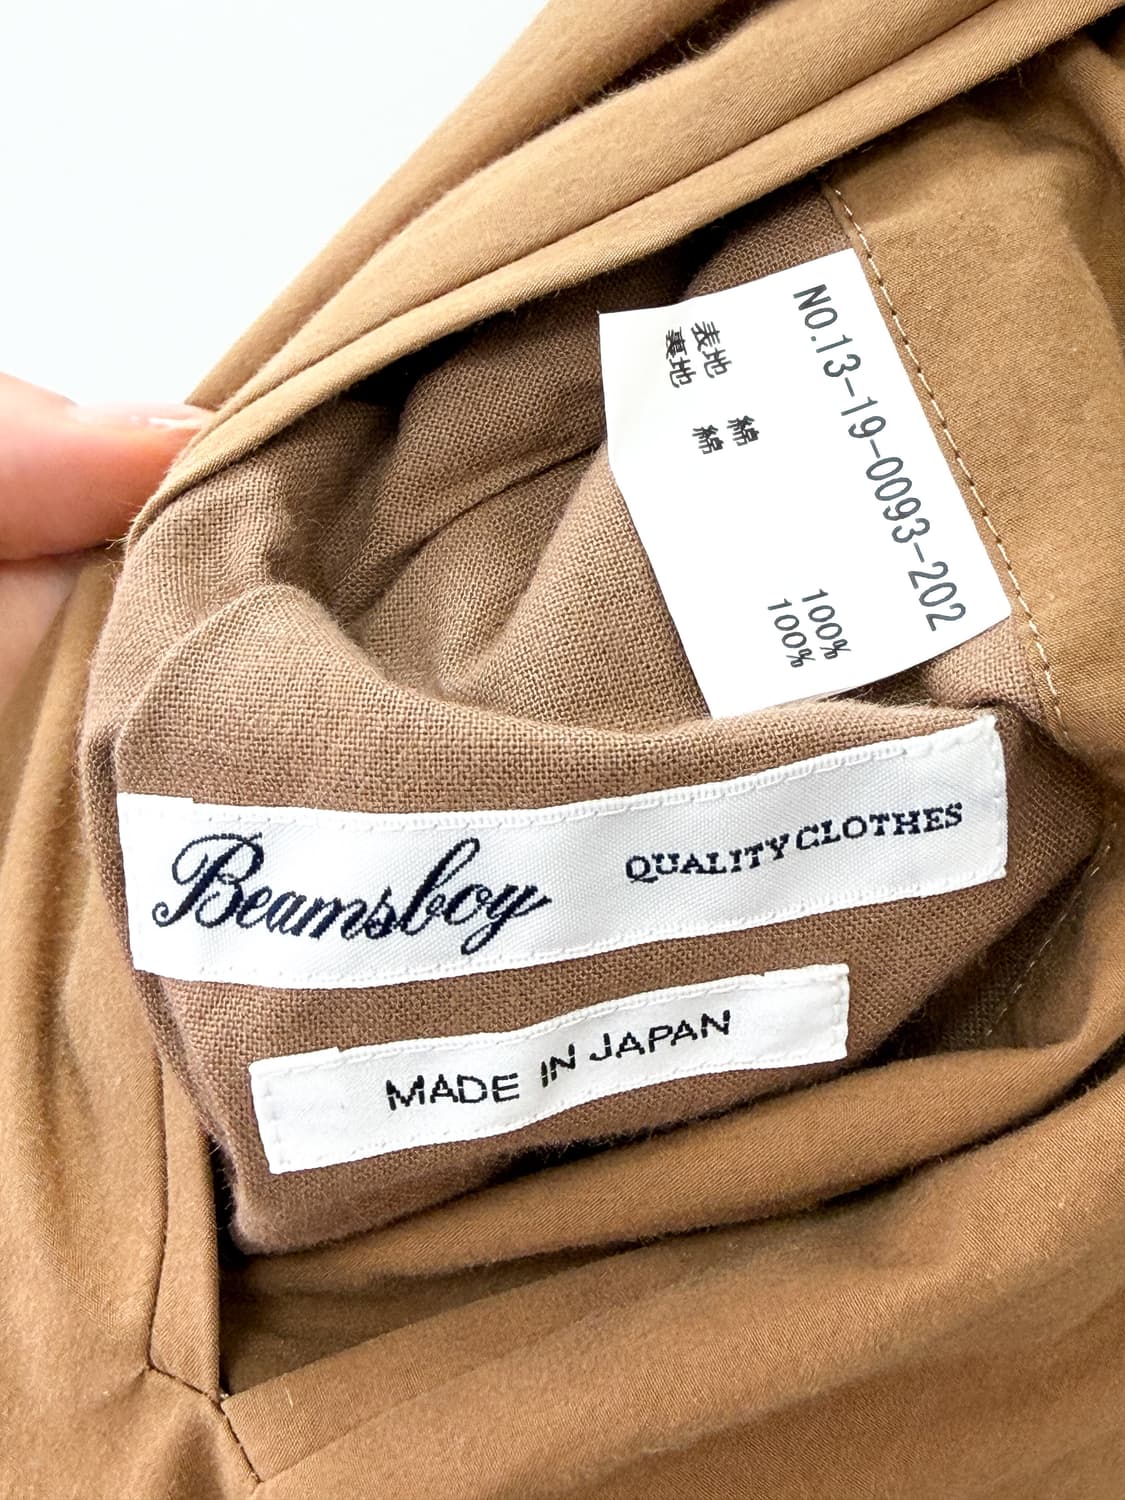 NO.13-19-0093-202
表地 綿 100%
裏地 綿 100%
Beamsboy QUALITY CLOTHES
MADE IN JAPAN